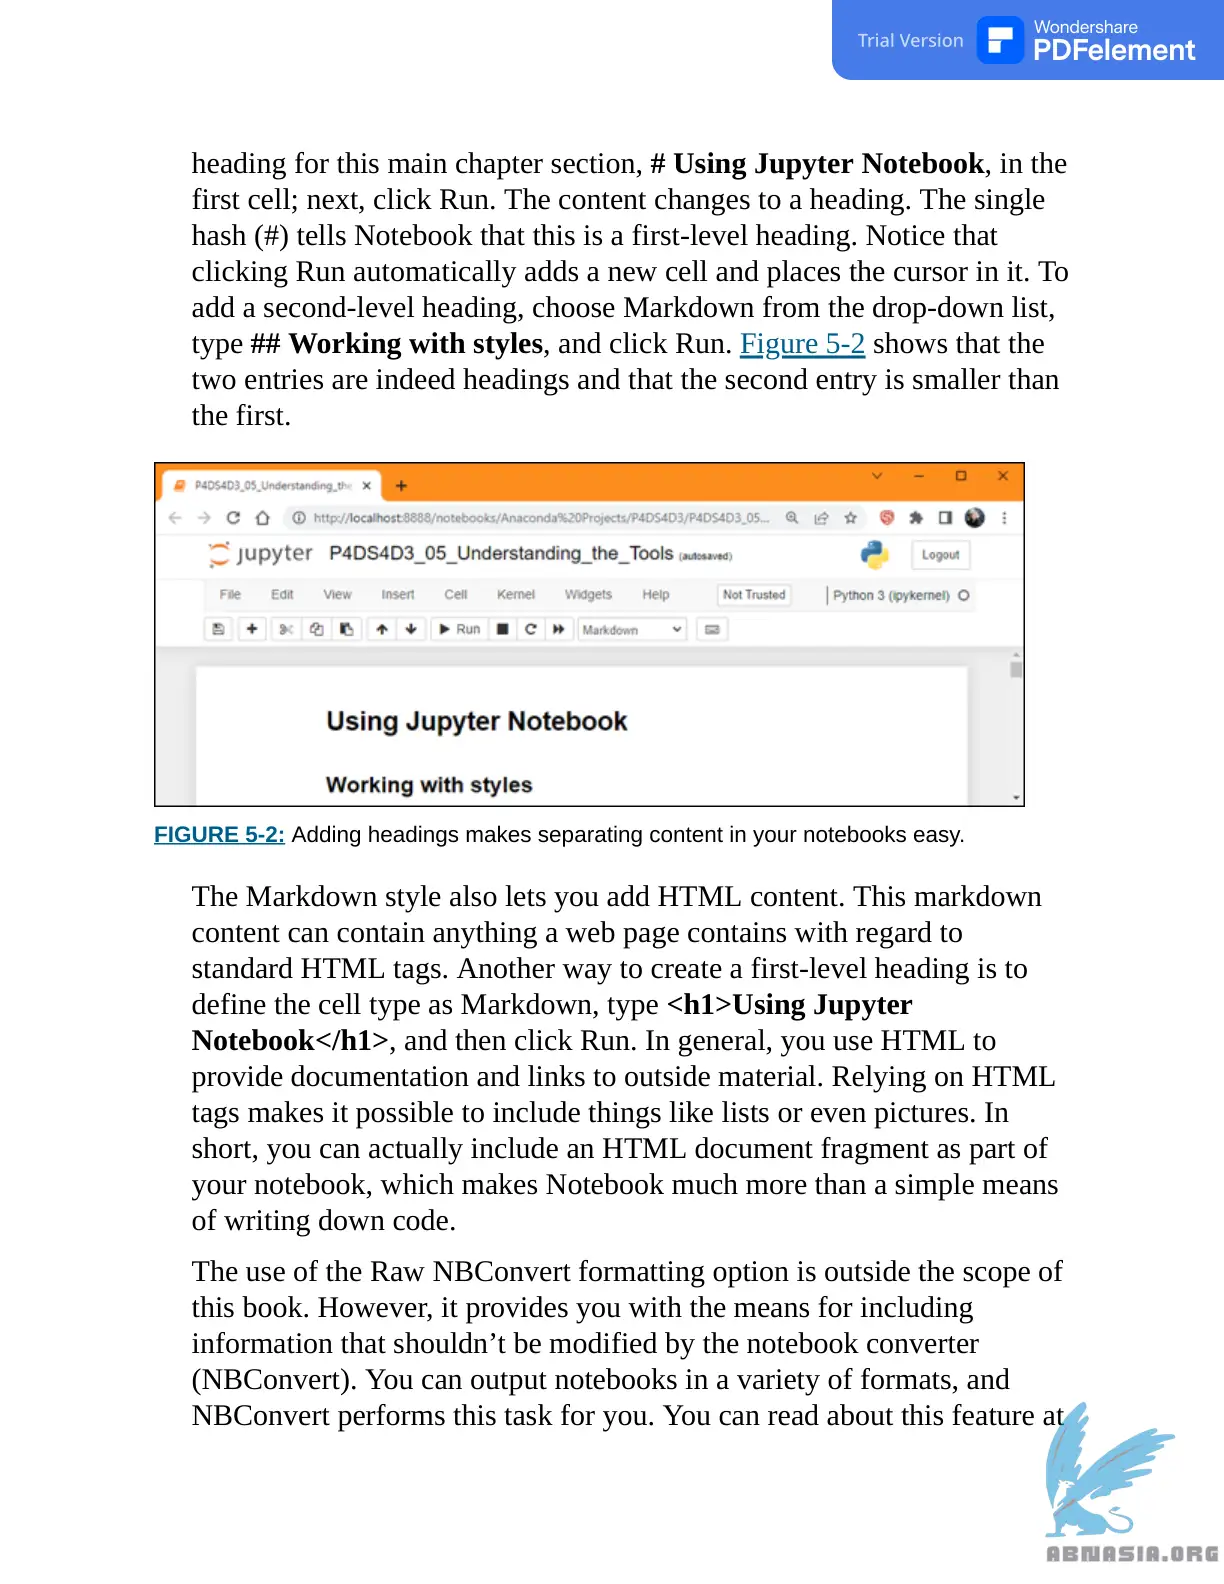 Trial Version
Wondershare
PDFelement
heading for this main chapter section, # Using Jupyter Notebook, in the
first cell; next, click Run. The content changes to a heading. The single
hash (#) tells Notebook that this is a first-level heading. Notice that
clicking Run automatically adds a new cell and places the cursor in it. To
add a second-level heading, choose Markdown from the drop-down list,
type ## Working with styles, and click Run. Figure 5-2 shows that the
two entries are indeed headings and that the second entry is smaller than
the first.
P4DS4D3_05_Understanding_the
http://localhost:8888/notebooks/Anaconda%20Projects/P4DS4D3/P4DS4D3_05...
jupyter P4DS4D3_05_Understanding_the_Tools (autosaved) Logout
File Edit View Insert Cell Kernel Widgets Help Not Trusted Python 3 (ipykernel)
Run Markdown
Using Jupyter Notebook
Working with styles
FIGURE 5-2: Adding headings makes separating content in your notebooks easy.
The Markdown style also lets you add HTML content. This markdown
content can contain anything a web page contains with regard to
standard HTML tags. Another way to create a first-level heading is to
define the cell type as Markdown, type <h1>Using Jupyter
Notebook</h1>, and then click Run. In general, you use HTML to
provide documentation and links to outside material. Relying on HTML
tags makes it possible to include things like lists or even pictures. In
short, you can actually include an HTML document fragment as part of
your notebook, which makes Notebook much more than a simple means
of writing down code.
The use of the Raw NBConvert formatting option is outside the scope of
this book. However, it provides you with the means for including
information that shouldn’t be modified by the notebook converter
(NBConvert). You can output notebooks in a variety of formats, and
NBConvert performs this task for you. You can read about this feature at
ABNASIA.ORG